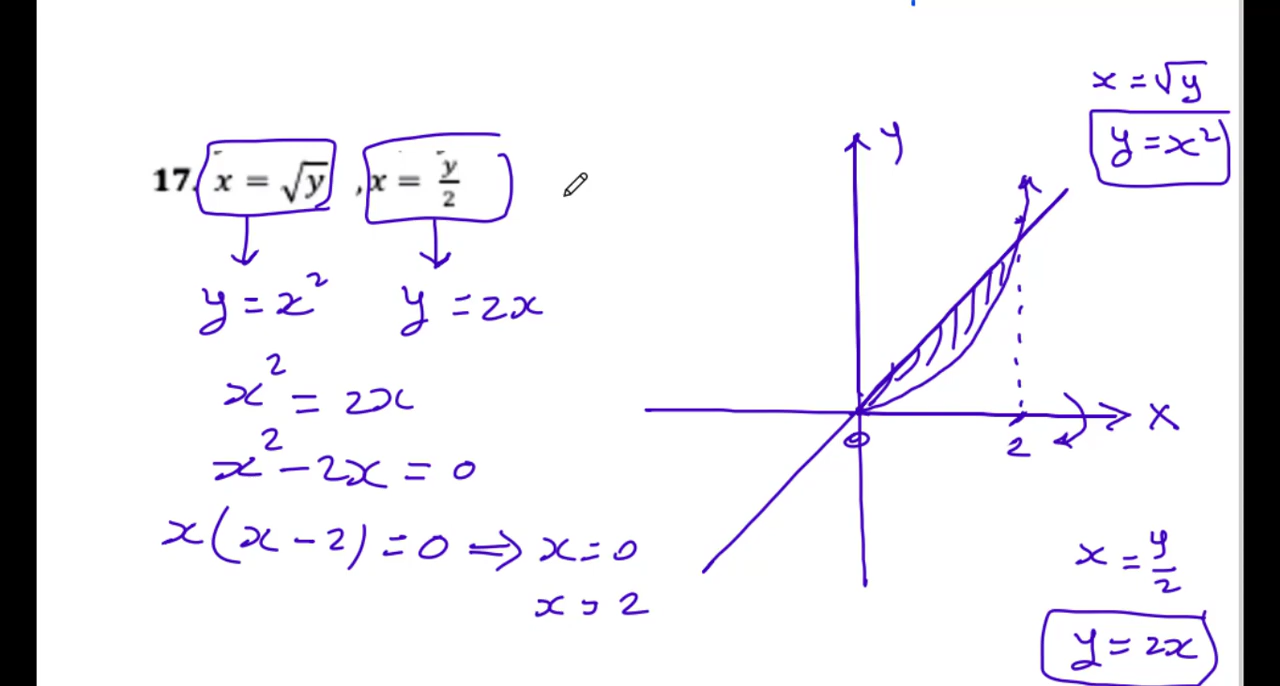 17. x = √y , x = y/2
y = x²    y = 2x
x² = 2x
x² - 2x = 0
x(x - 2) = 0 ⇒ x = 0
x = 2
y
x
0
2
x = √y
y = x²
x = y/2
y = 2x